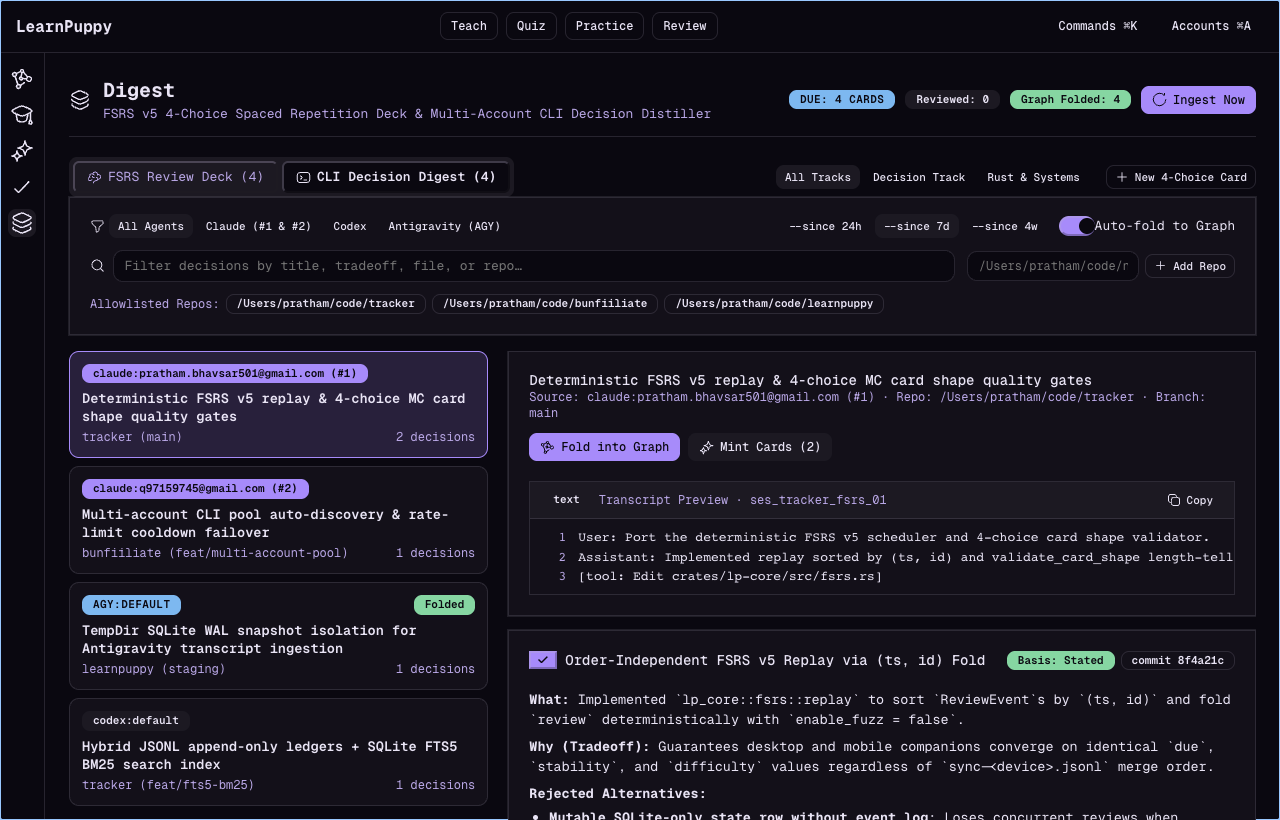 LearnPuppy
Teach
Quiz
Practice
Review
Commands ⌘K
Accounts ⌘A
Digest
FSRS v5 4-Choice Spaced Repetition Deck & Multi-Account CLI Decision Distiller
DUE: 4 CARDS
Reviewed: 0
Graph Folded: 4
Ingest Now
FSRS Review Deck (4)
CLI Decision Digest (4)
All Tracks
Decision Track
Rust & Systems
+ New 4-Choice Card
All Agents
Claude (#1 & #2)
Codex
Antigravity (AGY)
--since 24h
--since 7d
--since 4w
Auto-fold to Graph
Filter decisions by title, tradeoff, file, or repo…
/Users/pratham/code/r
+ Add Repo
Allowlisted Repos:
/Users/pratham/code/tracker
/Users/pratham/code/bunfiiliate
/Users/pratham/code/learnpuppy
claude:pratham.bhavsar501@gmail.com (#1)
Deterministic FSRS v5 replay & 4-choice MC card
shape quality gates
tracker (main)
2 decisions
claude:q97159745@gmail.com (#2)
Multi-account CLI pool auto-discovery & rate-
limit cooldown failover
bunfiiliate (feat/multi-account-pool)
1 decisions
AGY:DEFAULT
Folded
TempDir SQLite WAL snapshot isolation for
Antigravity transcript ingestion
learnpuppy (staging)
1 decisions
codex:default
Hybrid JSONL append-only ledgers + SQLite FTS5
BM25 search index
tracker (feat/fts5-bm25)
1 decisions
Deterministic FSRS v5 replay & 4-choice MC card shape quality gates
Source: claude:pratham.bhavsar501@gmail.com (#1) · Repo: /Users/pratham/code/tracker · Branch:
main
Fold into Graph
Mint Cards (2)
text
Transcript Preview · ses_tracker_fsrs_01
Copy
1 User: Port the deterministic FSRS v5 scheduler and 4-choice card shape validator.
2 Assistant: Implemented replay sorted by (ts, id) and validate_card_shape length-tell
3 [tool: Edit crates/lp-core/src/fsrs.rs]
Order-Independent FSRS v5 Replay via (ts, id) Fold
Basis: Stated
commit 8f4a21c
What: Implemented `lp_core::fsrs::replay` to sort `ReviewEvent`s by `(ts, id)` and fold
`review` deterministically with `enable_fuzz = false`.
Why (Tradeoff): Guarantees desktop and mobile companions converge on identical `due`,
`stability`, and `difficulty` values regardless of `sync-<device>.jsonl` merge order.
Rejected Alternatives:
• Mutable SQLite-only state row without event log: Loses concurrent reviews when